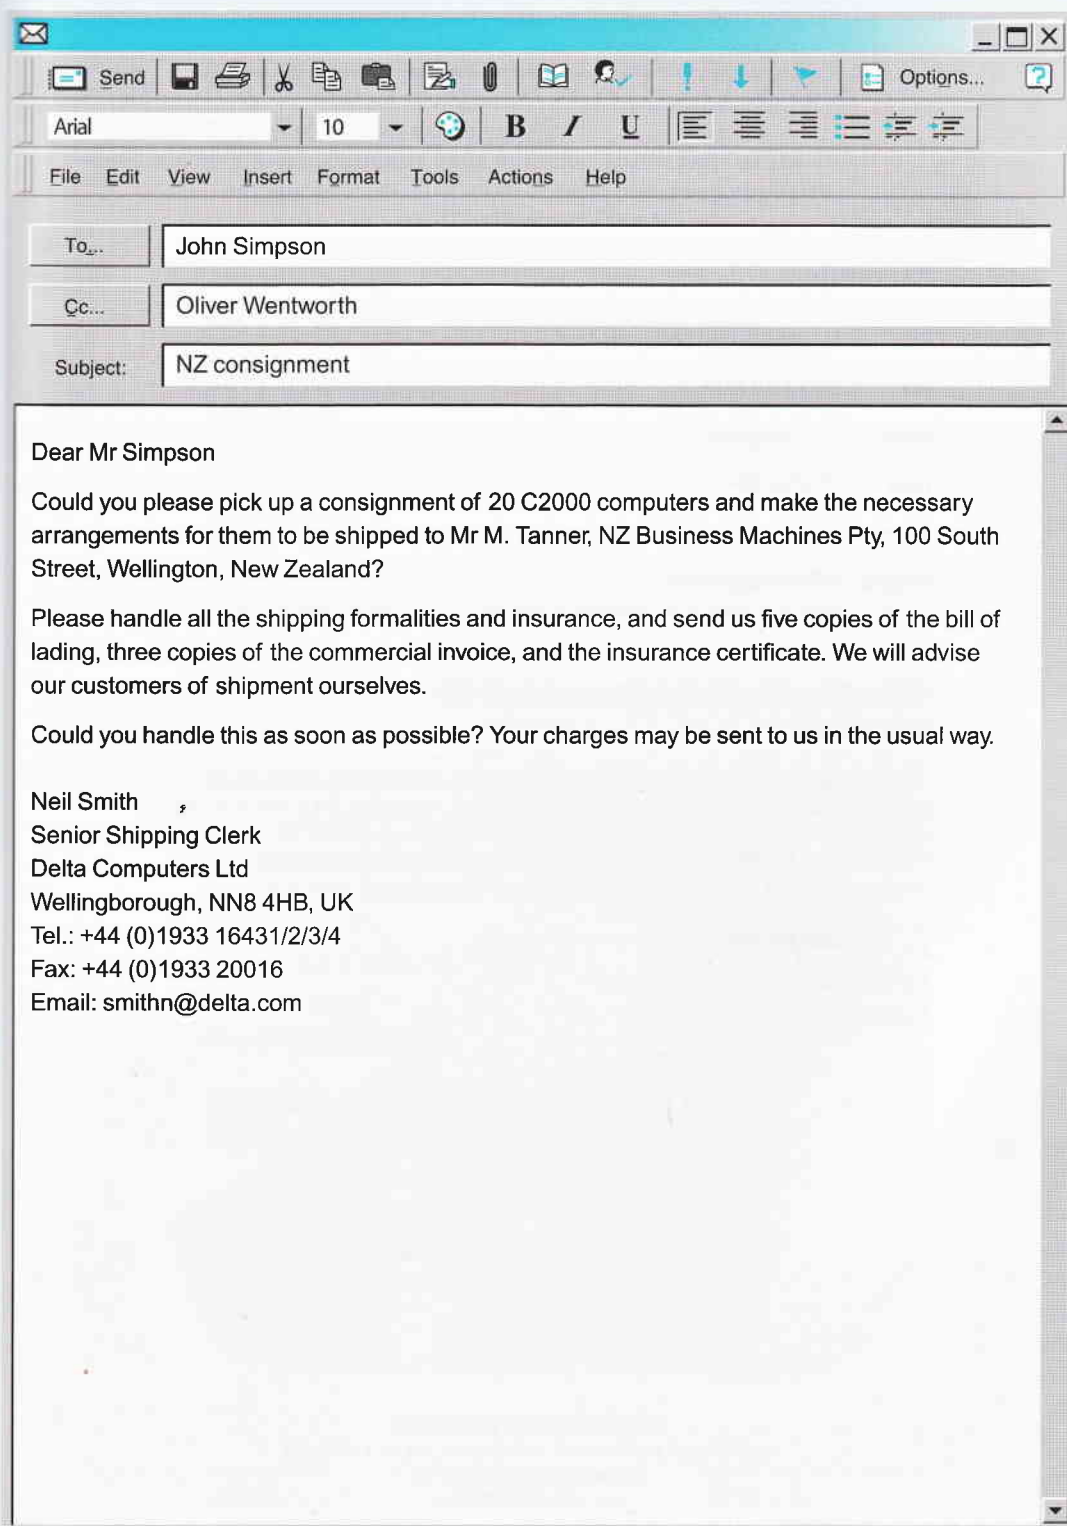 Send
Options...
Arial 10 B I U
File Edit View Insert Format Tools Actions Help
To... John Simpson
Cc... Oliver Wentworth
Subject: NZ consignment
Dear Mr Simpson
Could you please pick up a consignment of 20 C2000 computers and make the necessary
arrangements for them to be shipped to Mr M. Tanner, NZ Business Machines Pty, 100 South
Street, Wellington, New Zealand?
Please handle all the shipping formalities and insurance, and send us five copies of the bill of
lading, three copies of the commercial invoice, and the insurance certificate. We will advise
our customers of shipment ourselves.
Could you handle this as soon as possible? Your charges may be sent to us in the usual way.
Neil Smith
Senior Shipping Clerk
Delta Computers Ltd
Wellingborough, NN8 4HB, UK
Tel.: +44 (0)1933 16431/2/3/4
Fax: +44 (0)1933 20016
Email: smithn@delta.com